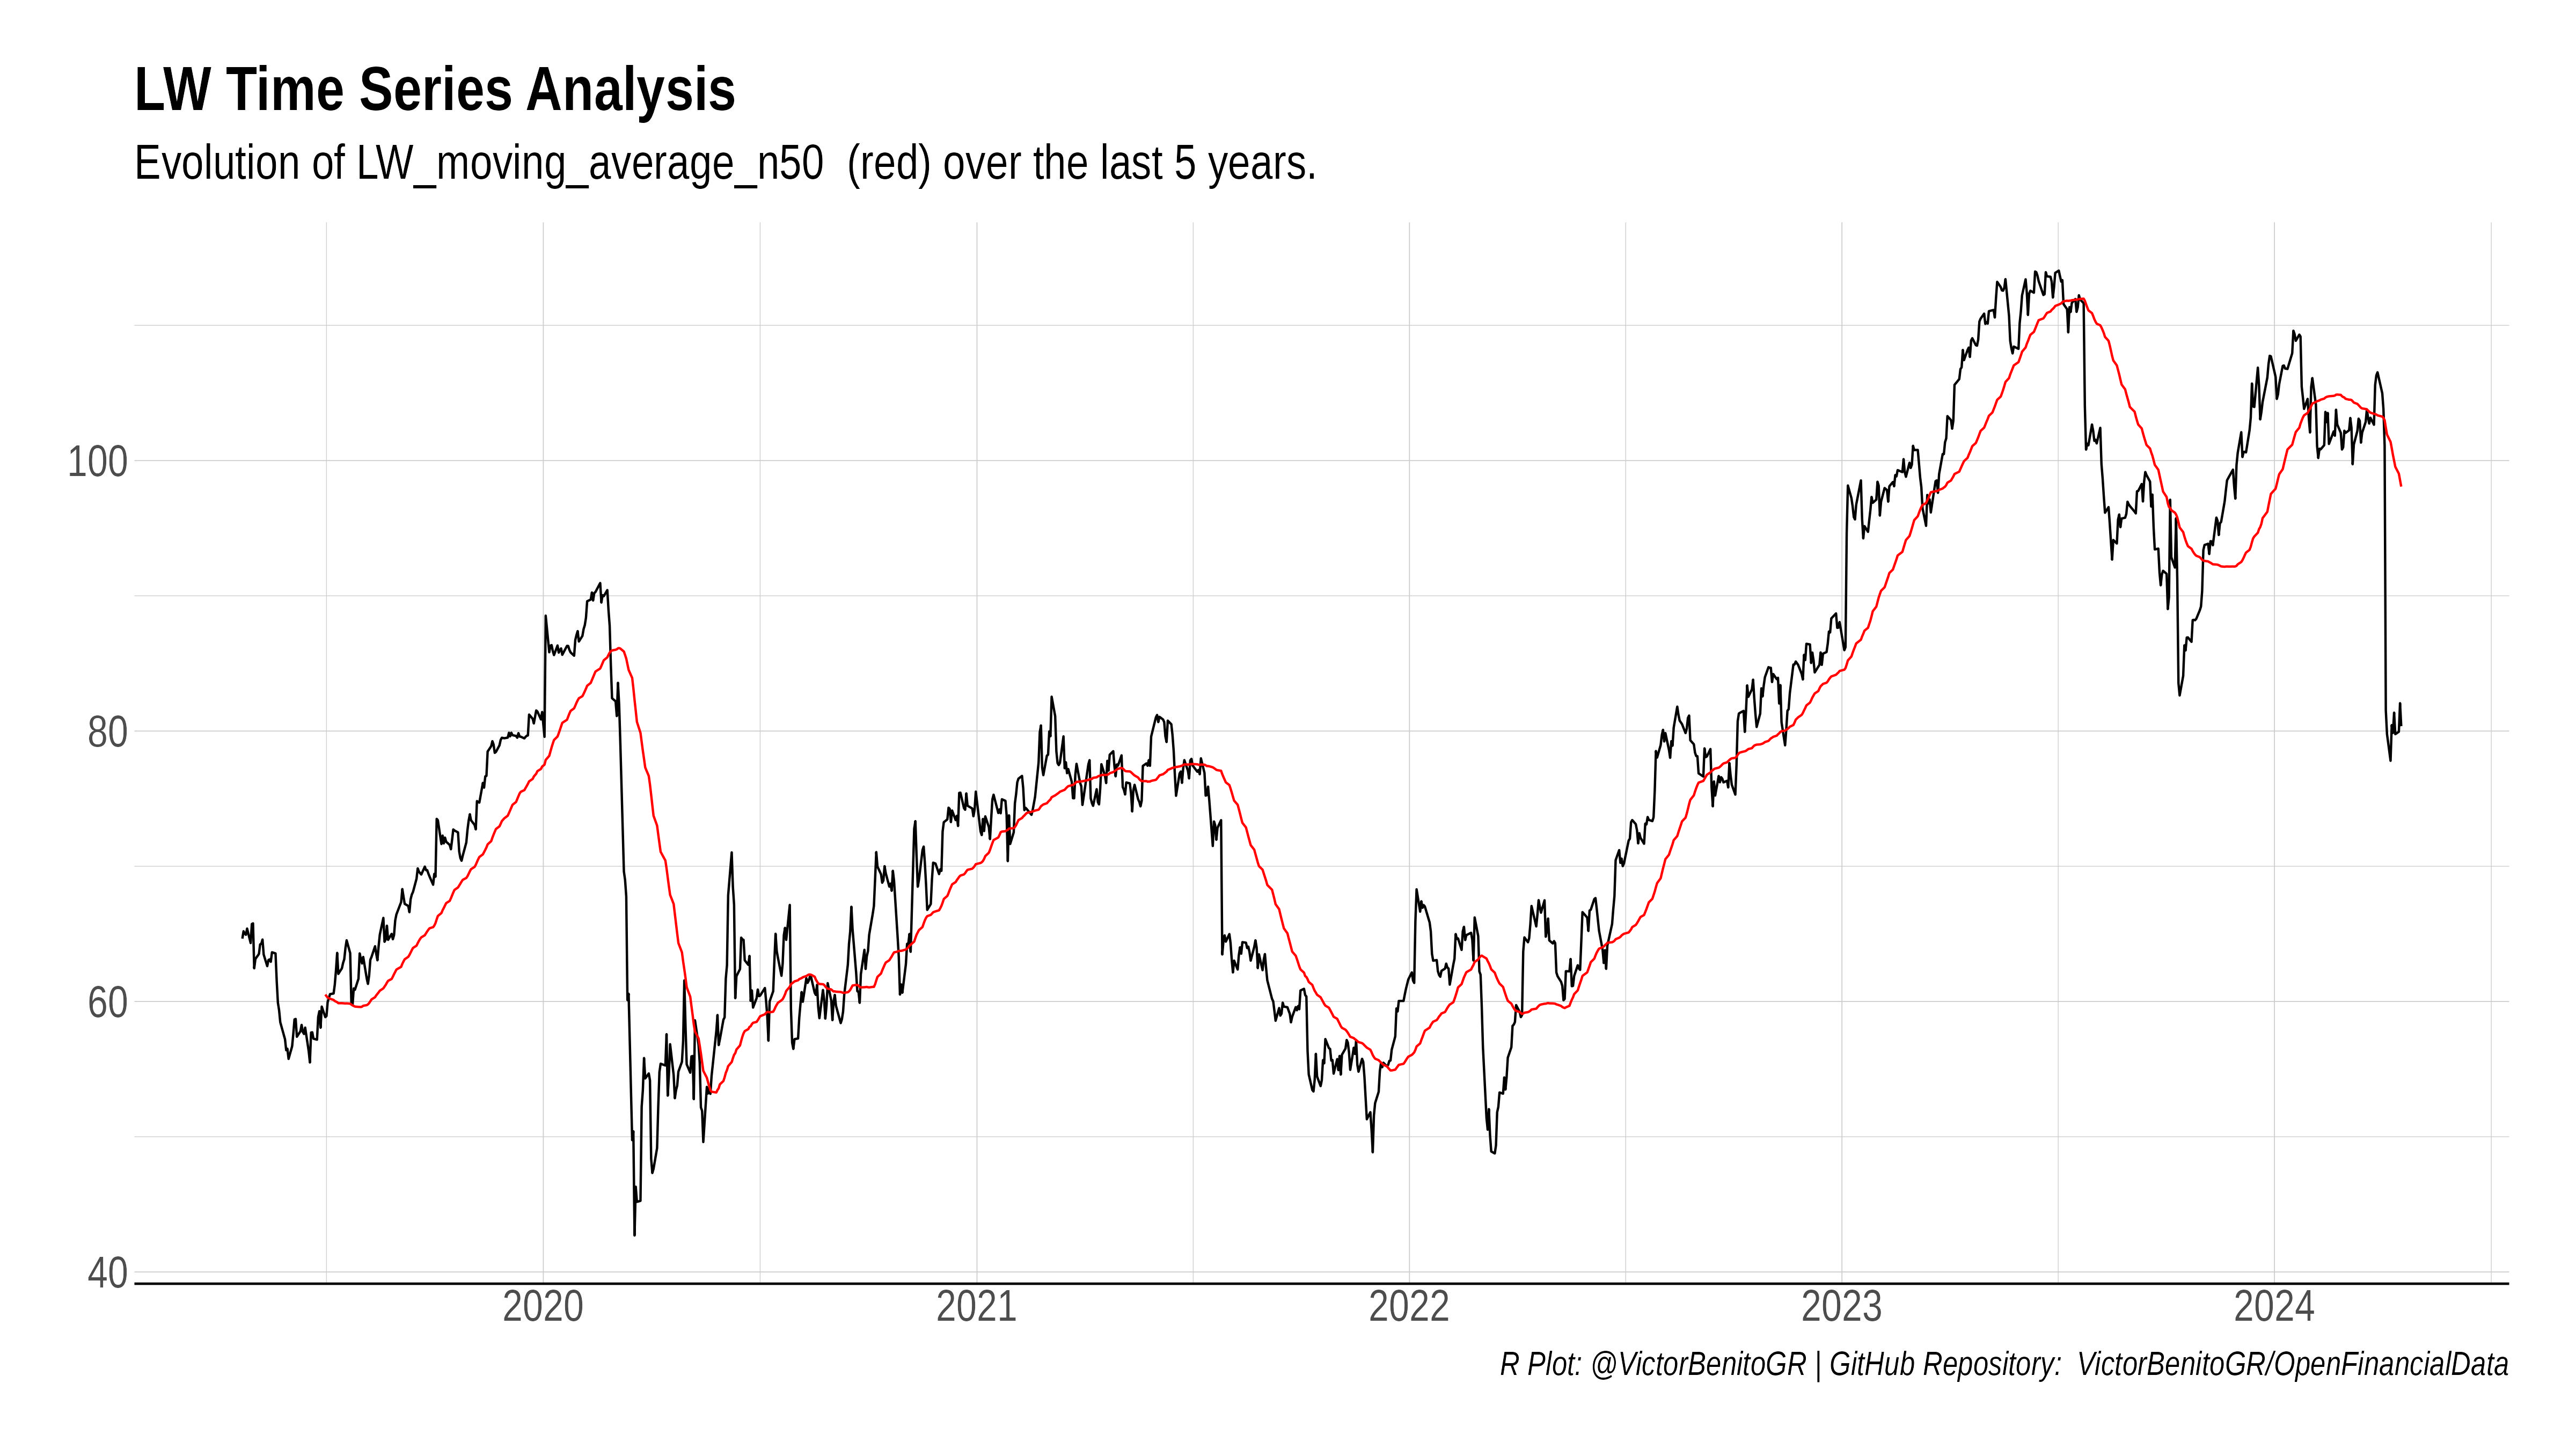 LW Time Series Analysis
Evolution of LW_moving_average_n50  (red) over the last 5 years.
100
80
60
40
2020 2021 2022 2023 2024
R Plot: @VictorBenitoGR | GitHub Repository:  VictorBenitoGR/OpenFinancialData